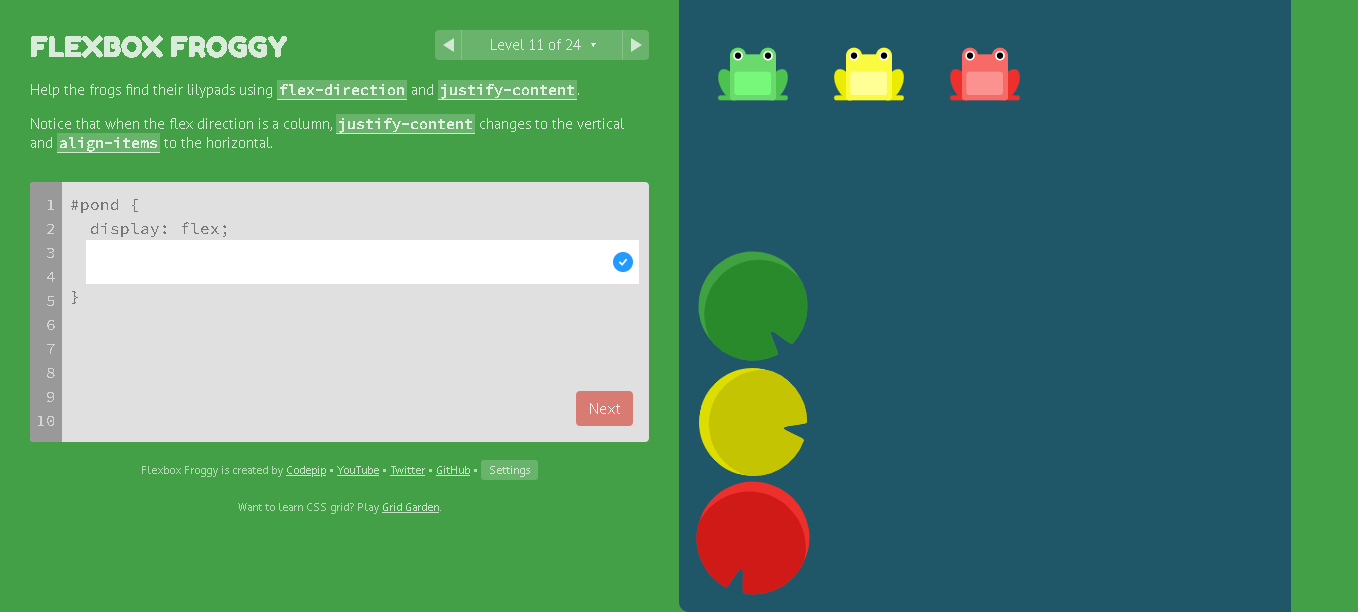 FLEXBOX FROGGY
Level 11 of 24 ▾
Help the frogs find their lilypads using flex-direction and justify-content.
Notice that when the flex direction is a column, justify-content changes to the vertical
and align-items to the horizontal.
1 #pond {
2 display: flex;
3
4
5 }
6
7
8
9
10
Next
Flexbox Froggy is created by Codepip • YouTube • Twitter • GitHub • Settings
Want to learn CSS grid? Play Grid Garden.